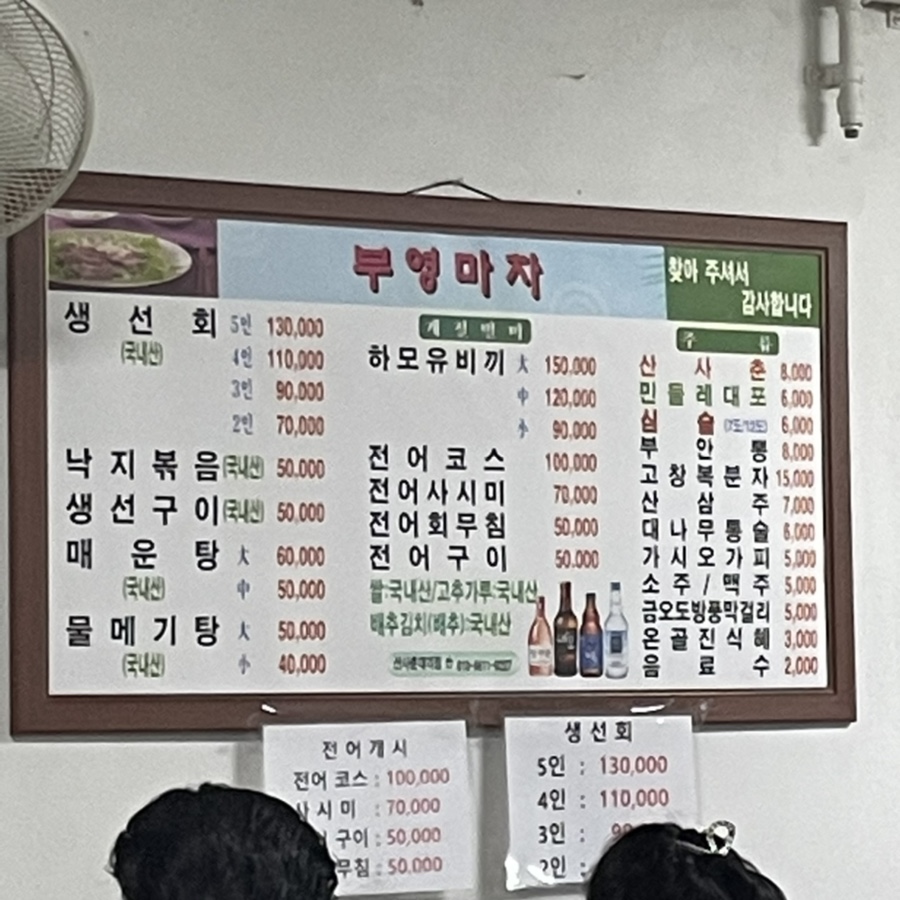 부영마차
찾아 주셔서
감사합니다
생선회 5인 130,000
(국내산) 4인 110,000
3인 90,000
2인 70,000
낙지볶음(국내산) 50,000
생선구이(국내산) 50,000
매운탕 大 60,000
(국내산) 中 50,000
물메기탕 大 50,000
(국내산) 小 40,000
계절별미
하모유비끼 大 150,000
中 120,000
小 90,000
전어코스 100,000
전어사시미 70,000
전어회무침 50,000
전어구이 50,000
쌀:국내산/고추가루:국내산
배추김치(배추):국내산
주류
산사춘 8,000
민들레대포 6,000
심술 6,000
부안뽕 8,000
고창복분자 15,000
산삼주 7,000
대나무통술 6,000
가시오가피 5,000
소주/맥주 5,000
금오도방풍막걸리 5,000
온골진식혜 3,000
음료수 2,000
전어개시
전어 코스 : 100,000
사시미 : 70,000
구이 : 50,000
무침 : 50,000
생선회
5인 : 130,000
4인 : 110,000
3인 :
2인 :